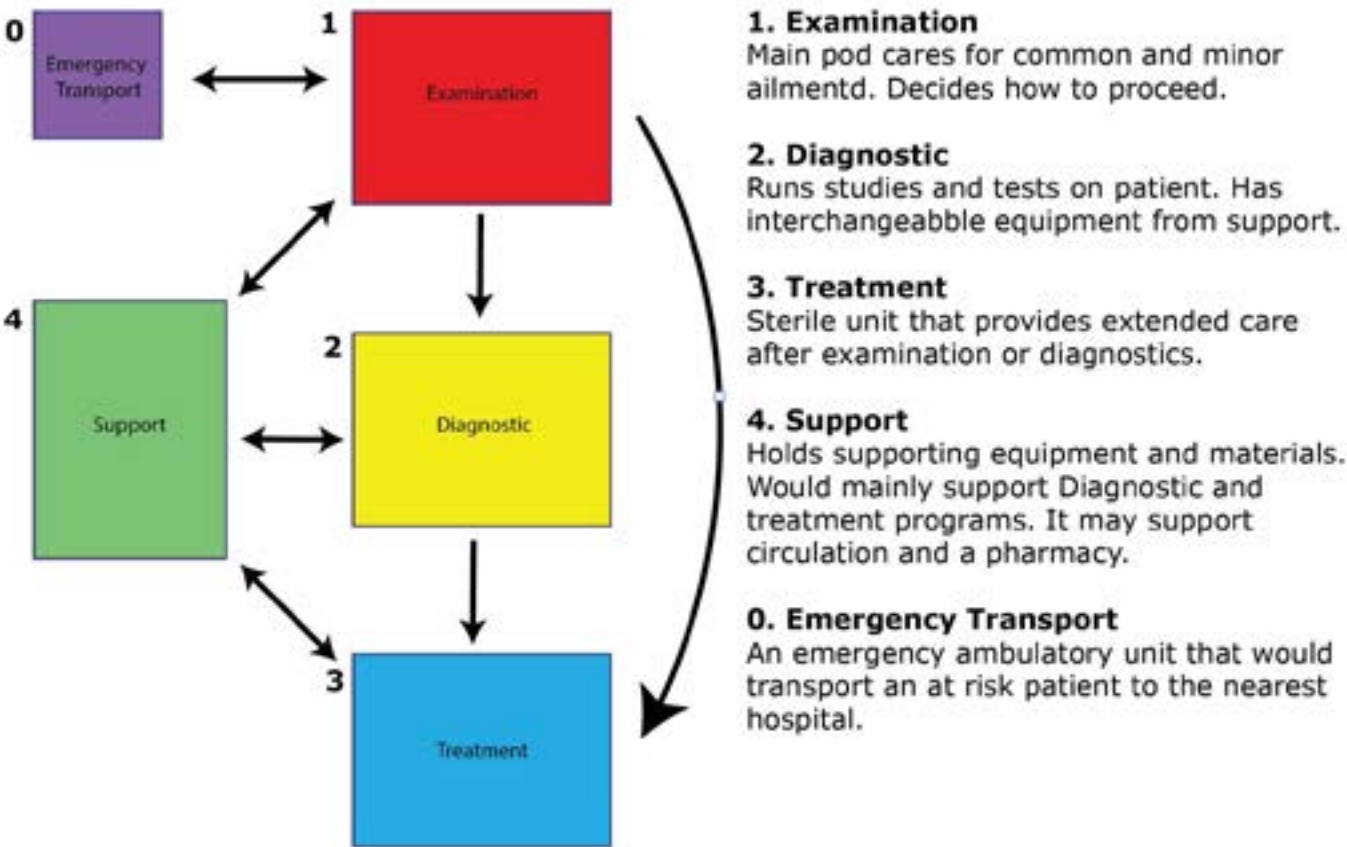 0
Emergency
Transport
1
Examination
4
Support
2
Diagnostic
3
Treatment
1. Examination
Main pod cares for common and minor
ailmentd. Decides how to proceed.
2. Diagnostic
Runs studies and tests on patient. Has
interchangeabble equipment from support.
3. Treatment
Sterile unit that provides extended care
after examination or diagnostics.
4. Support
Holds supporting equipment and materials.
Would mainly support Diagnostic and
treatment programs. It may support
circulation and a pharmacy.
0. Emergency Transport
An emergency ambulatory unit that would
transport an at risk patient to the nearest
hospital.